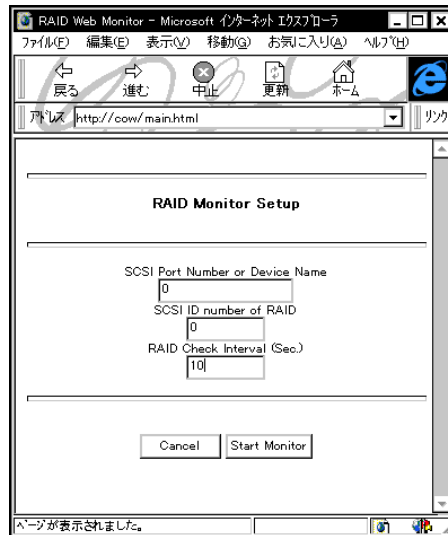 RAID Web Monitor - Microsoft インターネット エクスプローラ
ファイル(F) 編集(E) 表示(V) 移動(G) お気に入り(A) ヘルプ(H)
戻る 進む 中止 更新 ホーム
アドレス http://cow/main.html リンク
RAID Monitor Setup
SCSI Port Number or Device Name
0
SCSI ID number of RAID
0
RAID Check Interval (Sec.)
10
Cancel Start Monitor
ページが表示されました。